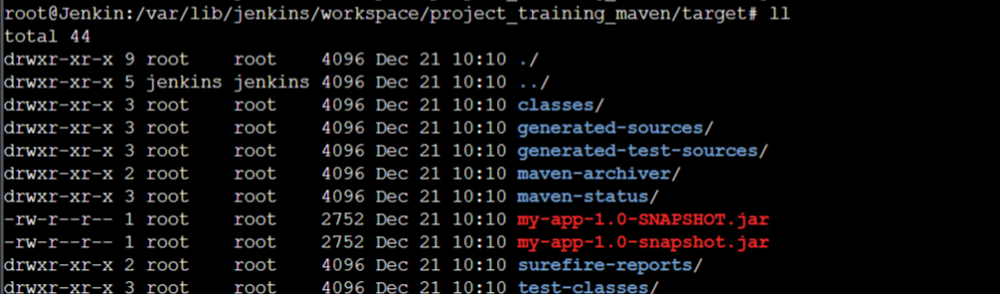 root@Jenkin:/var/lib/jenkins/workspace/project_training_maven/target# ll
total 44
drwxr-xr-x 9 root    root    4096 Dec 21 10:10 ./
drwxr-xr-x 5 jenkins jenkins 4096 Dec 21 10:10 ../
drwxr-xr-x 3 root    root    4096 Dec 21 10:10 classes/
drwxr-xr-x 3 root    root    4096 Dec 21 10:10 generated-sources/
drwxr-xr-x 3 root    root    4096 Dec 21 10:10 generated-test-sources/
drwxr-xr-x 2 root    root    4096 Dec 21 10:10 maven-archiver/
drwxr-xr-x 3 root    root    4096 Dec 21 10:10 maven-status/
-rw-r--r-- 1 root    root    2752 Dec 21 10:10 my-app-1.0-SNAPSHOT.jar
-rw-r--r-- 1 root    root    2752 Dec 21 10:10 my-app-1.0-snapshot.jar
drwxr-xr-x 2 root    root    4096 Dec 21 10:10 surefire-reports/
drwxr-xr-x 3 root    root    4096 Dec 21 10:10 test-classes/